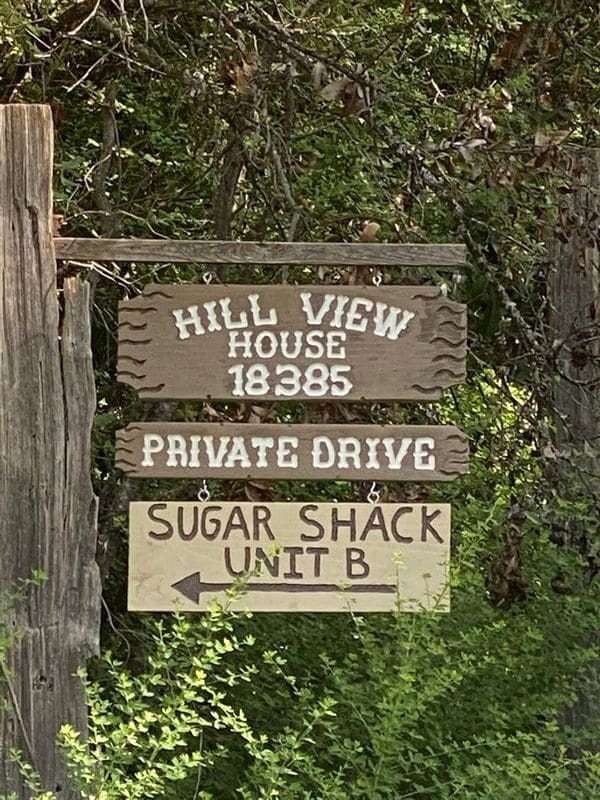 HILL VIEW
HOUSE
18385
PRIVATE DRIVE
SUGAR SHACK
UNIT B